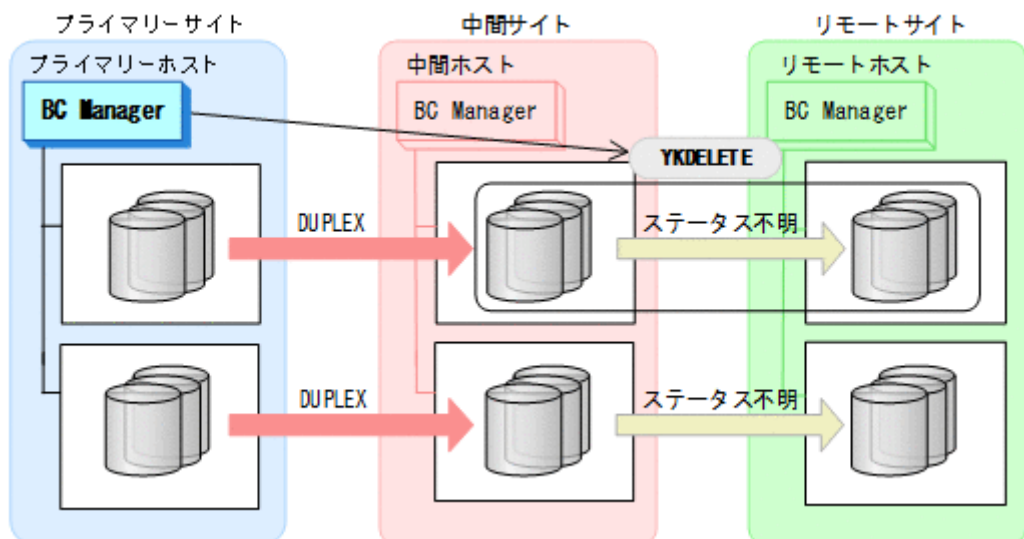 プライマリーサイト
中間サイト
リモートサイト
プライマリーホスト
中間ホスト
リモートホスト
BC Manager
BC Manager
BC Manager
YKDELETE
DUPLEX
ステータス不明
DUPLEX
ステータス不明